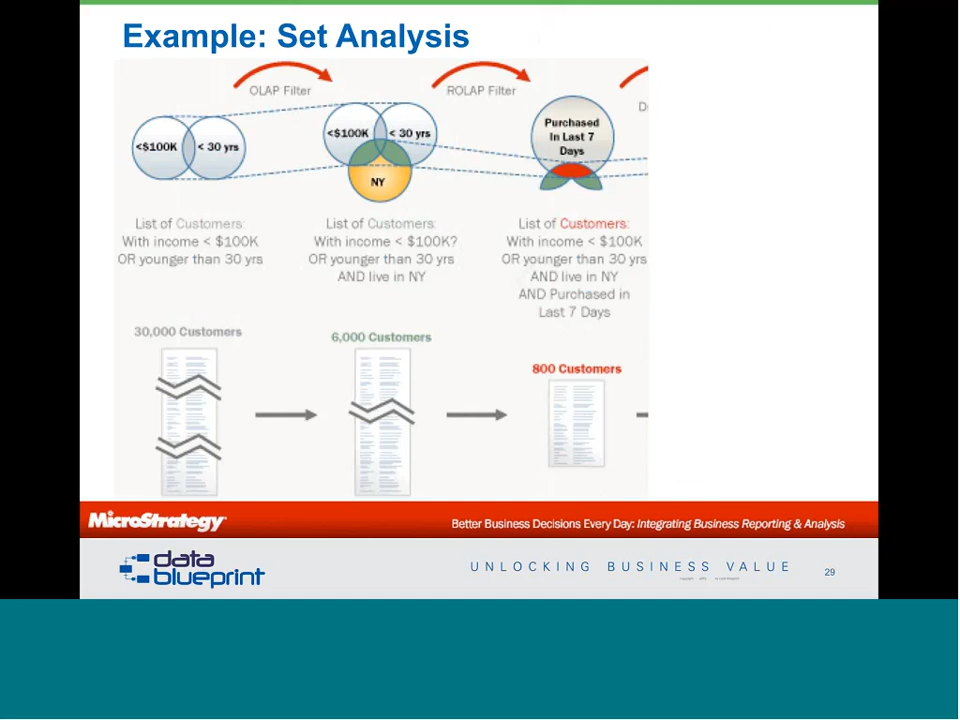 Example: Set Analysis
OLAP Filter
ROLAP Filter
<$100K
< 30 yrs
<$100K
< 30 yrs
NY
Purchased
In Last 7
Days
List of Customers:
With income < $100K
OR younger than 30 yrs
List of Customers:
With income < $100K?
OR younger than 30 yrs
AND live in NY
List of Customers:
With income < $100K
OR younger than 30 yrs
AND live in NY
AND Purchased in
Last 7 Days
30,000 Customers
6,000 Customers
800 Customers
MicroStrategy
Better Business Decisions Every Day: Integrating Business Reporting & Analysis
data
blueprint
UNLOCKING BUSINESS VALUE
29